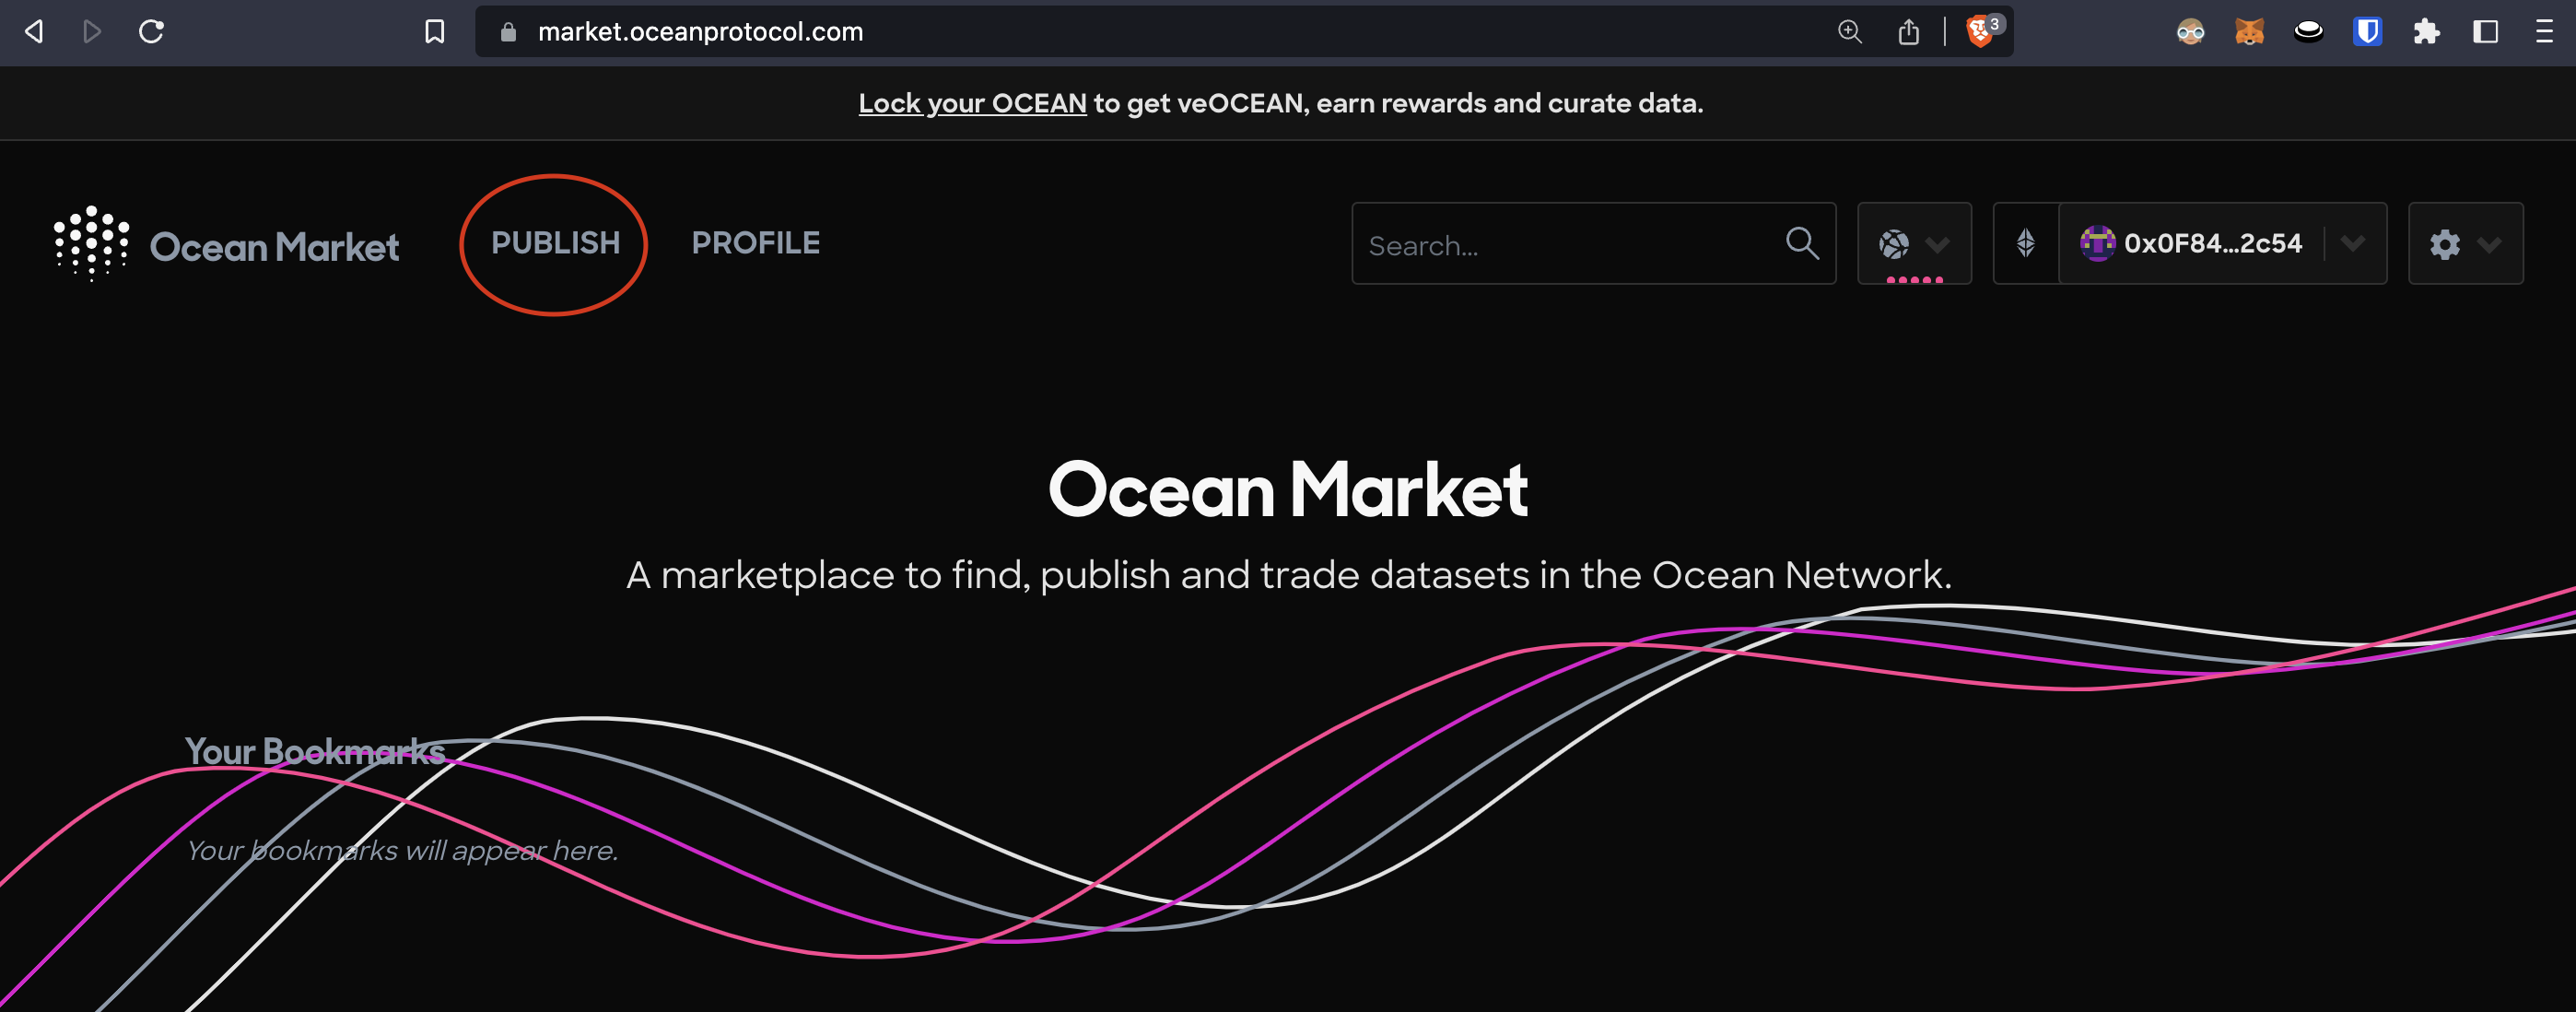 market.oceanprotocol.com
3
Lock your OCEAN to get veOCEAN, earn rewards and curate data.
Ocean Market
PUBLISH
PROFILE
Search...
0x0F84...2c54
Ocean Market
A marketplace to find, publish and trade datasets in the Ocean Network.
Your Bookmarks
Your bookmarks will appear here.